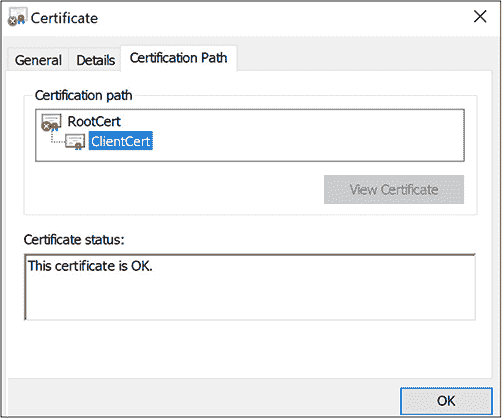 Certificate
General Details Certification Path
Certification path
RootCert
ClientCert
View Certificate
Certificate status:
This certificate is OK.
OK